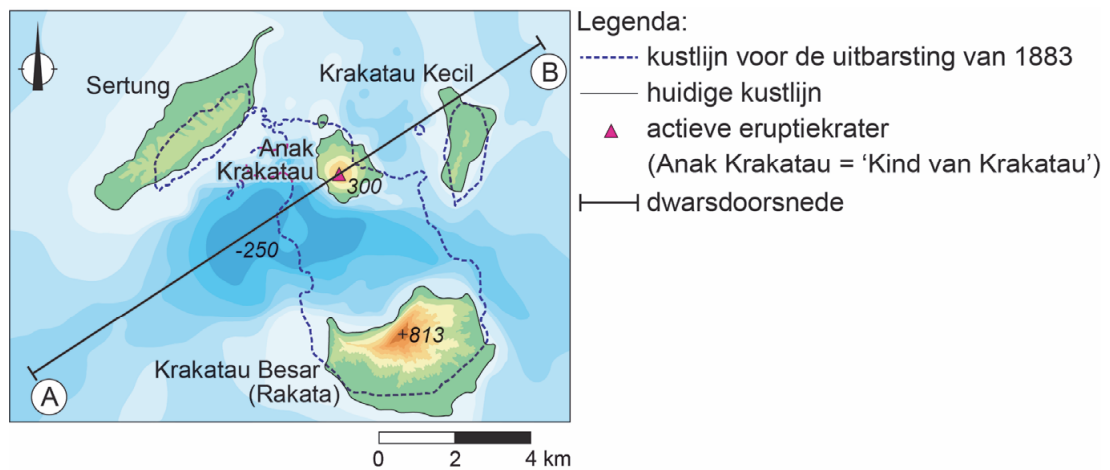 Sertung
Krakatau Kecil
B
Anak
Krakatau
300
-250
+813
Krakatau Besar
(Rakata)
A
0 2 4 km
Legenda:
kustlijn voor de uitbarsting van 1883
huidige kustlijn
actieve eruptiekrater
(Anak Krakatau = ‘Kind van Krakatau’)
dwarsdoorsnede